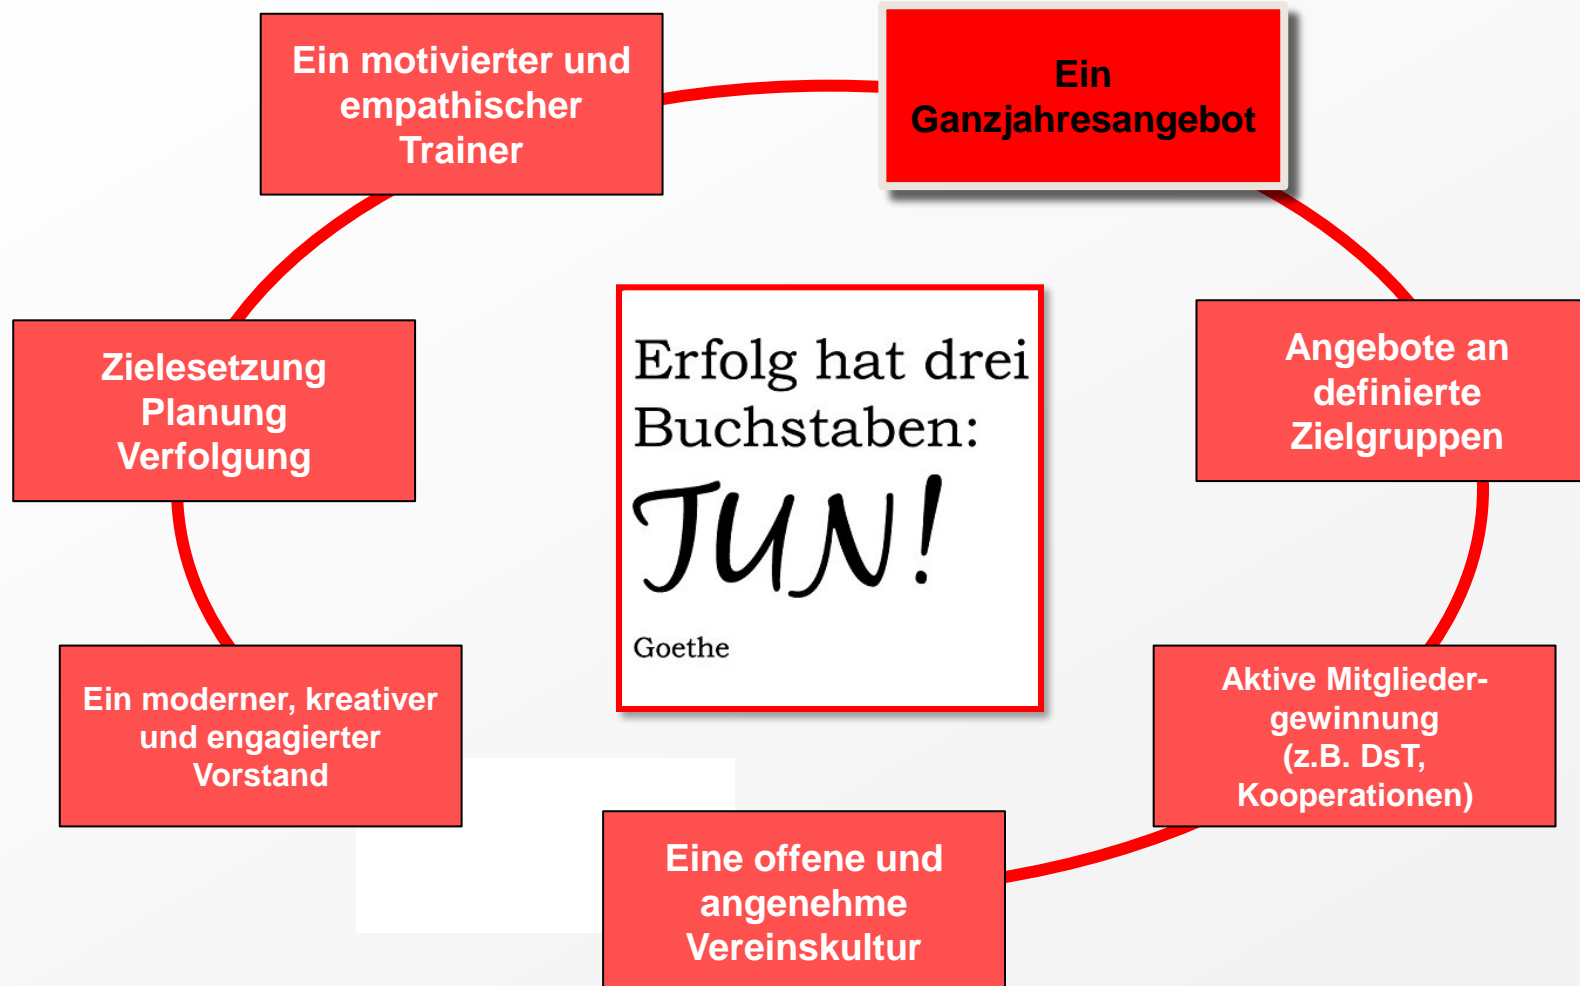 Ein motivierter und
empathischer
Trainer
Ein
Ganzjahresangebot
Zielesetzung
Planung
Verfolgung
Erfolg hat drei
Buchstaben:
TUN!
Goethe
Angebote an
definierte
Zielgruppen
Ein moderner, kreativer
und engagierter
Vorstand
Aktive Mitglieder-
gewinnung
(z.B. DsT,
Kooperationen)
Eine offene und
angenehme
Vereinskultur